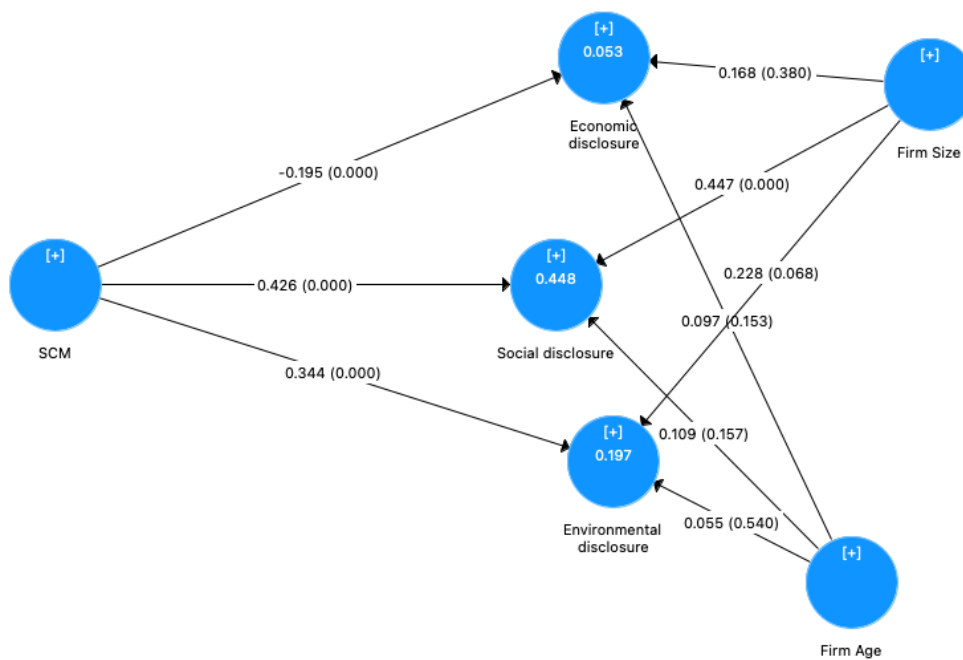 [+]
0.053
Economic
disclosure
[+]
Firm Size
0.168 (0.380)
-0.195 (0.000)
0.447 (0.000)
[+]
SCM
0.426 (0.000)
[+]
0.448
Social disclosure
0.228 (0.068)
0.097 (0.153)
0.344 (0.000)
[+]
0.197
Environmental
disclosure
0.109 (0.157)
0.055 (0.540)
[+]
Firm Age